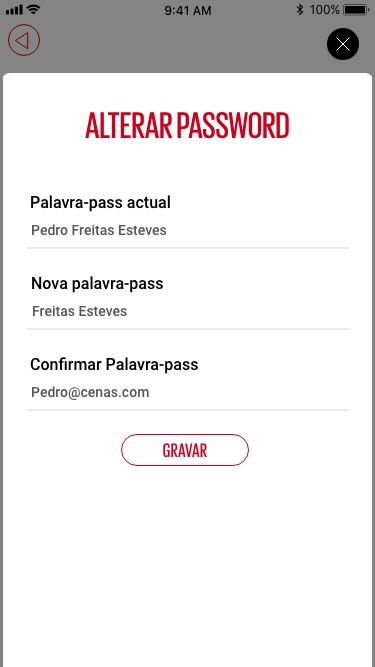 9:41 AM
100%
ALTERAR PASSWORD
Palavra-pass actual
Pedro Freitas Esteves
Nova palavra-pass
Freitas Esteves
Confirmar Palavra-pass
Pedro@cenas.com
GRAVAR